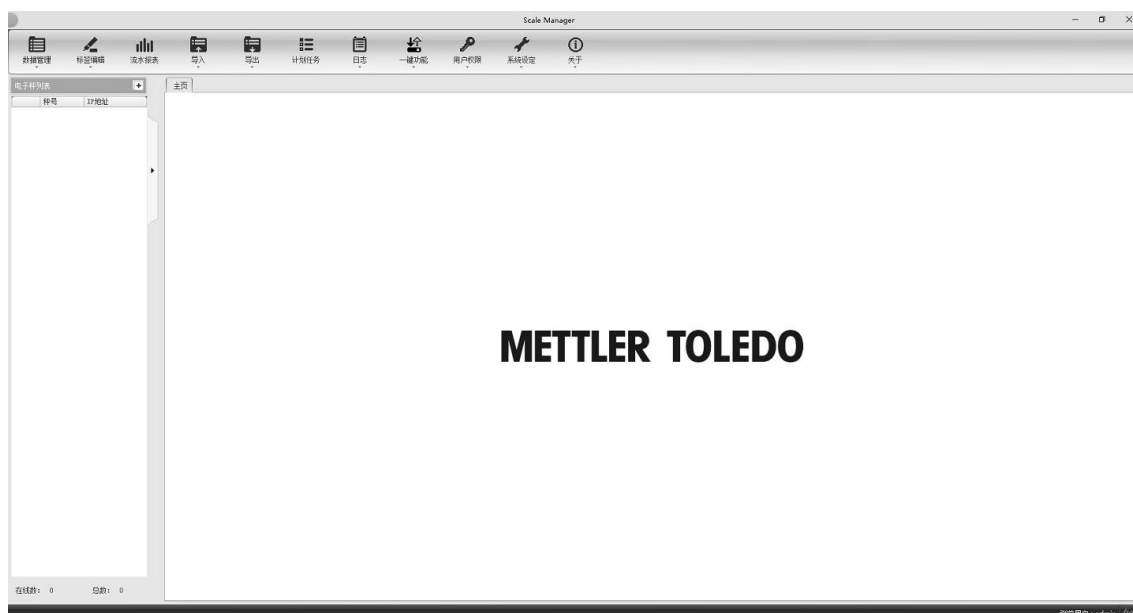 Scale Manager
数据管理 标签编辑 流水报表 导入 导出 计划任务 日志 一键功能 用户权限 系统设定 关于
电子秤列表 +
主页
秤号 IP地址
METTLER TOLEDO
在线数: 0 总数: 0